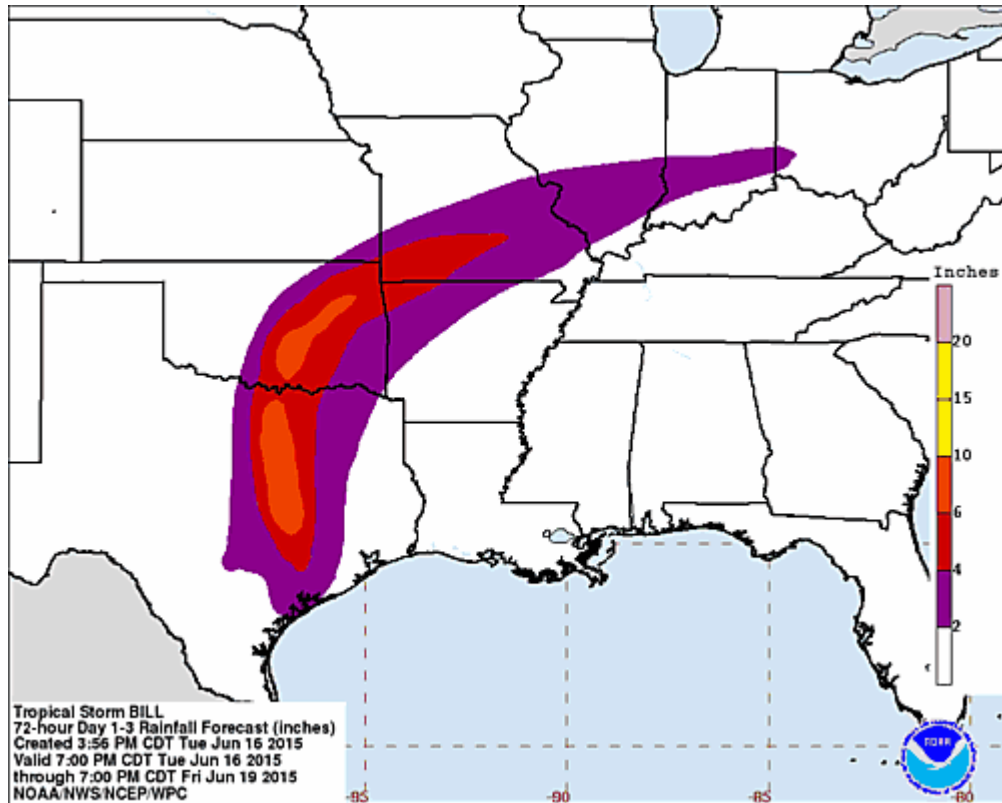 Inches
20
15
10
6
4
2
Tropical Storm BILL
72-hour Day 1-3 Rainfall Forecast (inches)
Created 3:56 PM CDT Tue Jun 16 2015
Valid 7:00 PM CDT Tue Jun 16 2015
through 7:00 PM CDT Fri Jun 19 2015
NOAA/NWS/NCEP/WPC
-95
-90
-85
-80
NOAA